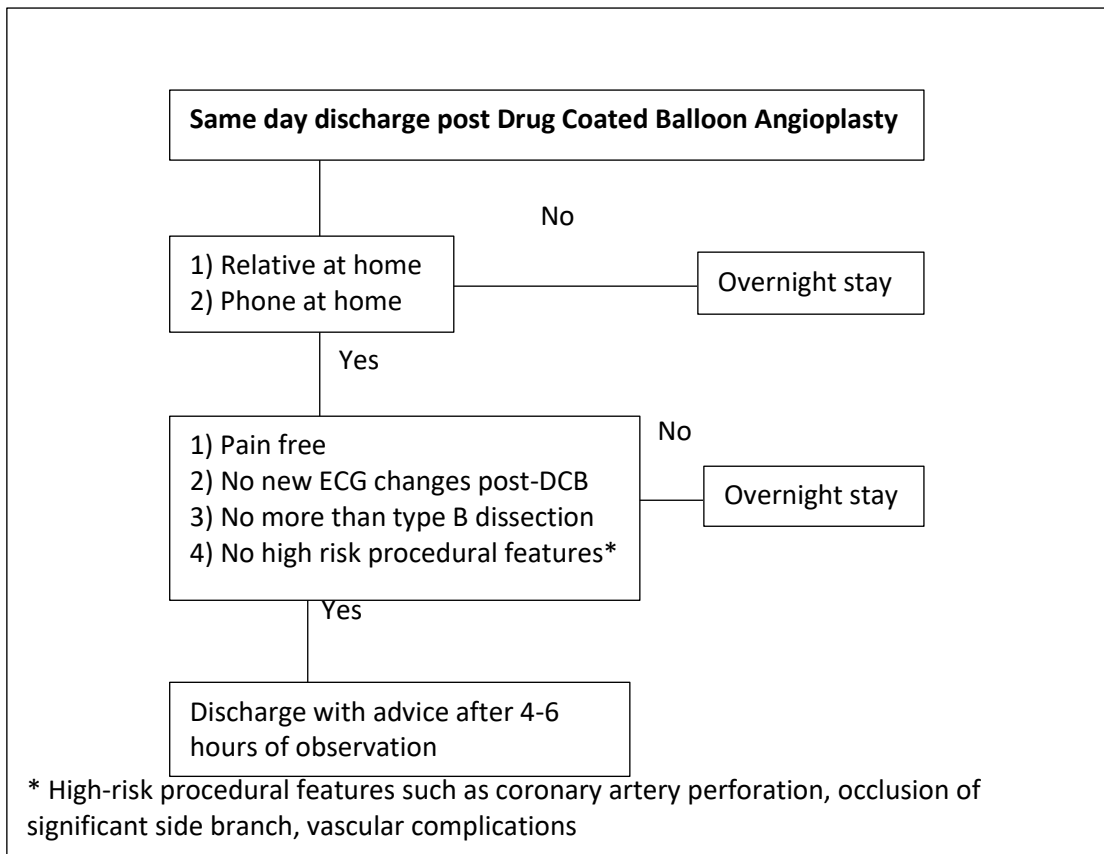 Same day discharge post Drug Coated Balloon Angioplasty
No
1) Relative at home
2) Phone at home
Overnight stay
Yes
1) Pain free
2) No new ECG changes post-DCB
3) No more than type B dissection
4) No high risk procedural features*
No
Overnight stay
Yes
Discharge with advice after 4-6
hours of observation
* High-risk procedural features such as coronary artery perforation, occlusion of
significant side branch, vascular complications